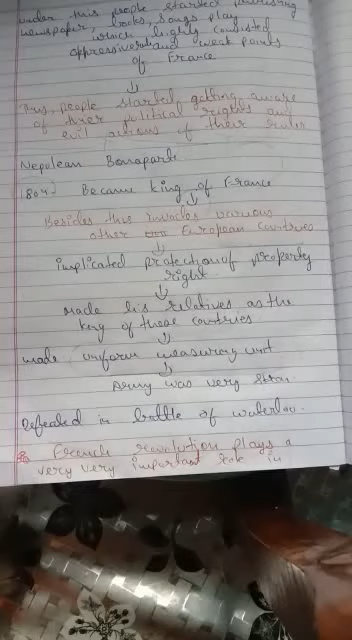 under this people started publishing
newspaper, books, songs, play
which highly consisted
oppressive and weak points
of France
↓
Thus, people started getting aware
of their political rights and
evil actions of their ruler
Nepolean Bonaparte
1804 Became king of France
↓
Besides this invades various
other European countries
↓
implicated protection of property
right
↓
made his relatives as the
king of those countries
↓
made uniform measuring unit
↓
Army was very
Defeated in battle of waterloo.
French revolution plays a
very very important role in